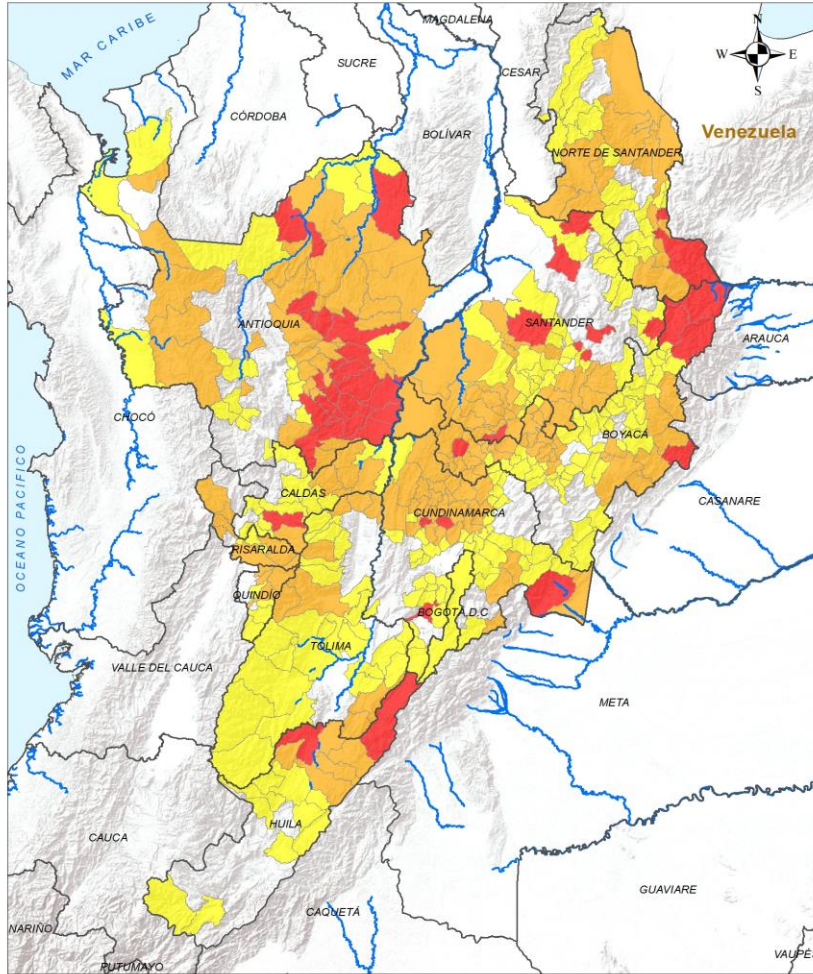 MAGDALENA
MAR CARIBE
SUCRE
CESAR
N
W E
S
CÓRDOBA
BOLÍVAR
Venezuela
NORTE DE SANTANDER
ANTIOQUIA
SANTANDER
ARAUCA
CHOCÓ
BOYACÁ
OCEANO PACIFICO
CALDAS
CUNDINAMARCA
CASANARE
RISARALDA
QUINDÍO
BOGOTÁ D.C
TOLIMA
VALLE DEL CAUCA
META
HUILA
CAUCA
GUAVIARE
CAQUETÁ
NARIÑO
PUTUMAYO
VAUPÉS